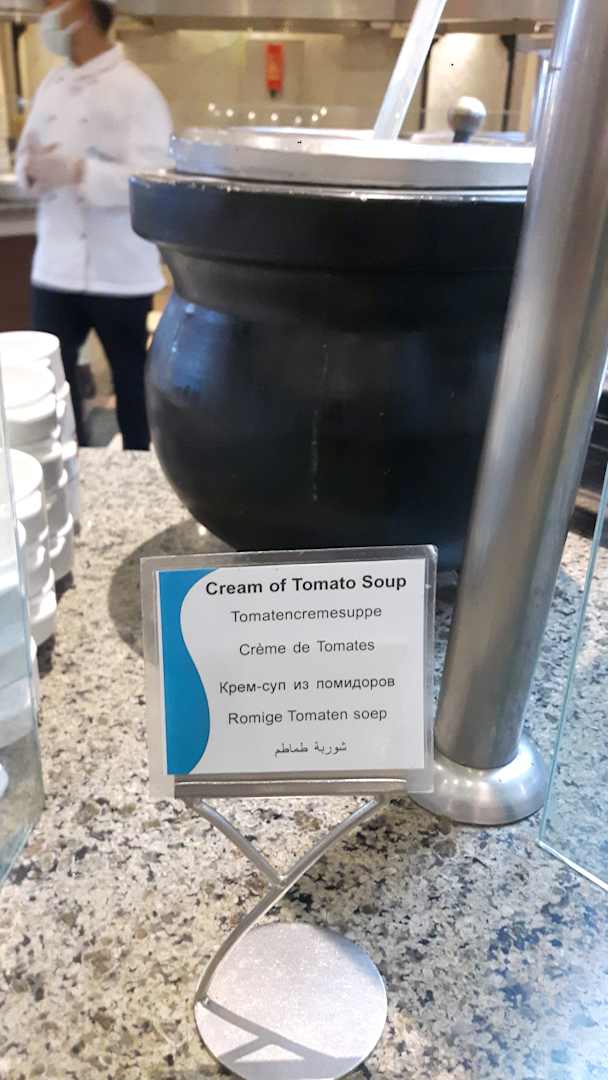 Cream of Tomato Soup
Tomatencremesuppe
Crème de Tomates
Крем-суп из помидоров
Romige Tomaten soep
شوربة طماطم